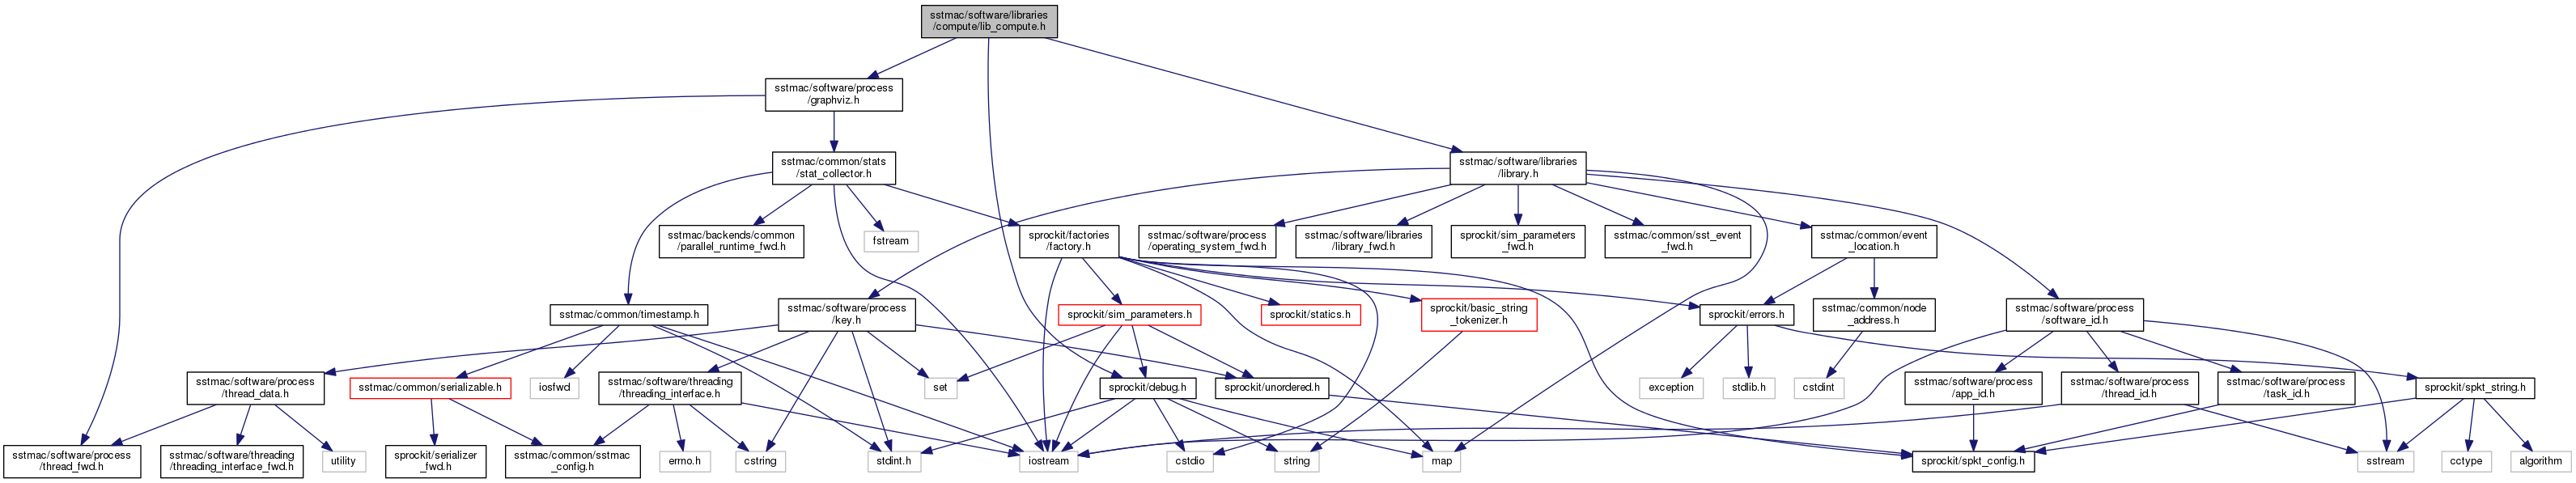 sstmac/software/libraries
/compute/lib_compute.h
sstmac/software/process
/graphviz.h
sstmac/common/stats
/stat_collector.h
sstmac/software/libraries
/library.h
sstmac/backends/common
/parallel_runtime_fwd.h
fstream
sprockit/factories
/factory.h
sstmac/software/process
/operating_system_fwd.h
sstmac/software/libraries
/library_fwd.h
sprockit/sim_parameters
_fwd.h
sstmac/common/sst_event
_fwd.h
sstmac/common/event
_location.h
sstmac/common/timestamp.h
sstmac/software/process
/key.h
sprockit/sim_parameters.h
sprockit/statics.h
sprockit/basic_string
_tokenizer.h
sprockit/errors.h
sstmac/common/node
_address.h
sstmac/software/process
/software_id.h
sstmac/software/process
/thread_data.h
sstmac/common/serializable.h
iosfwd
sstmac/software/threading
/threading_interface.h
set
sprockit/debug.h
sprockit/unordered.h
exception
stdlib.h
cstdint
sstmac/software/process
/app_id.h
sstmac/software/process
/thread_id.h
sstmac/software/process
/task_id.h
sprockit/spkt_string.h
sstmac/software/process
/thread_fwd.h
sstmac/software/threading
/threading_interface_fwd.h
utility
sprockit/serializer
_fwd.h
sstmac/common/sstmac
_config.h
errno.h
cstring
stdint.h
iostream
cstdio
string
map
sprockit/spkt_config.h
sstream
cctype
algorithm